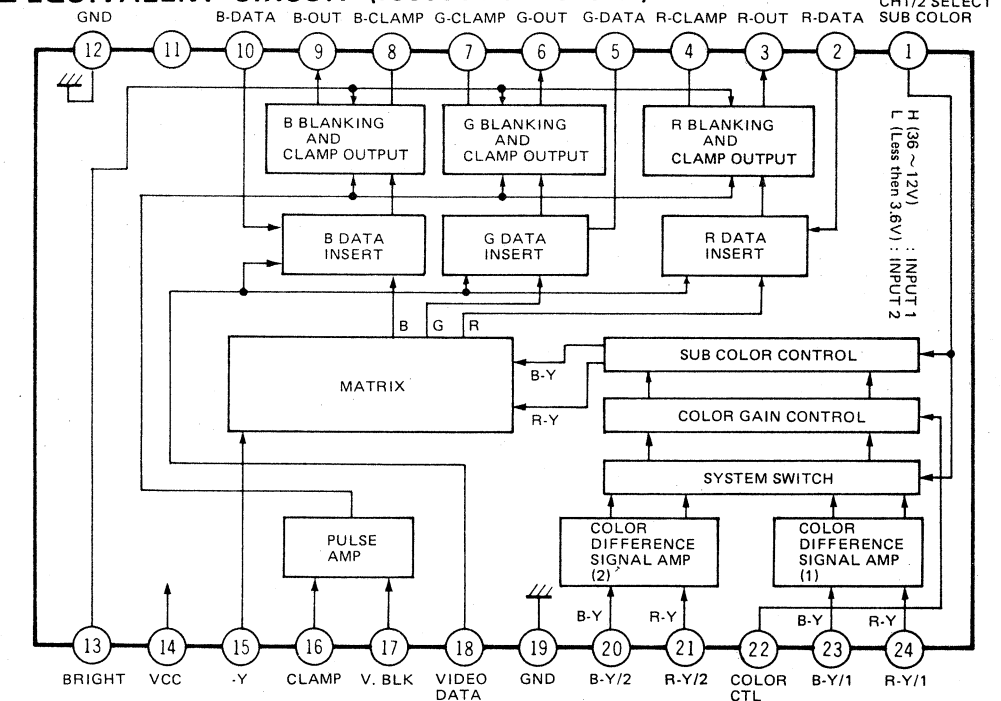 CH1/2 SELECT
GND B-DATA B-OUT B-CLAMP G-CLAMP G-OUT G-DATA R-CLAMP R-OUT R-DATA SUB COLOR
12 11 10 9 8 7 6 5 4 3 2 1
B BLANKING
AND
CLAMP OUTPUT
G BLANKING
AND
CLAMP OUTPUT
R BLANKING
AND
CLAMP OUTPUT
H (36 ~ 12V) : INPUT 1
L (Less then 3.6V) : INPUT 2
B DATA
INSERT
G DATA
INSERT
R DATA
INSERT
B G R
MATRIX
B-Y
R-Y
SUB COLOR CONTROL
COLOR GAIN CONTROL
SYSTEM SWITCH
PULSE
AMP
COLOR
DIFFERENCE
SIGNAL AMP
(2)
COLOR
DIFFERENCE
SIGNAL AMP
(1)
B-Y R-Y B-Y R-Y
13 14 15 16 17 18 19 20 21 22 23 24
BRIGHT VCC -Y CLAMP V. BLK VIDEO
DATA
GND B-Y/2 R-Y/2 COLOR
CTL
B-Y/1 R-Y/1